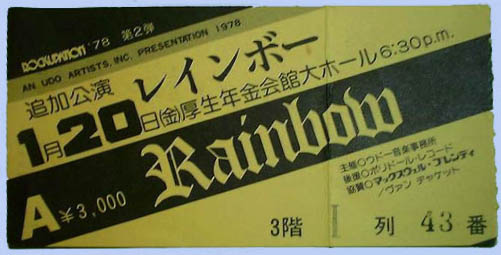 ROCKUPATION '78 第2弾
AN UDO ARTISTS, INC. PRESENTATION 1978
追加公演 レインボー
1月20日(金)厚生年金会館大ホール6:30p.m.
Rainbow
A ¥3,000
主催○ウドー音楽事務所
後援○ポリドール・レコード
協賛○マックスウェル・ブレンディ
/ヴァン ヂャケット
3階 I 列 43 番